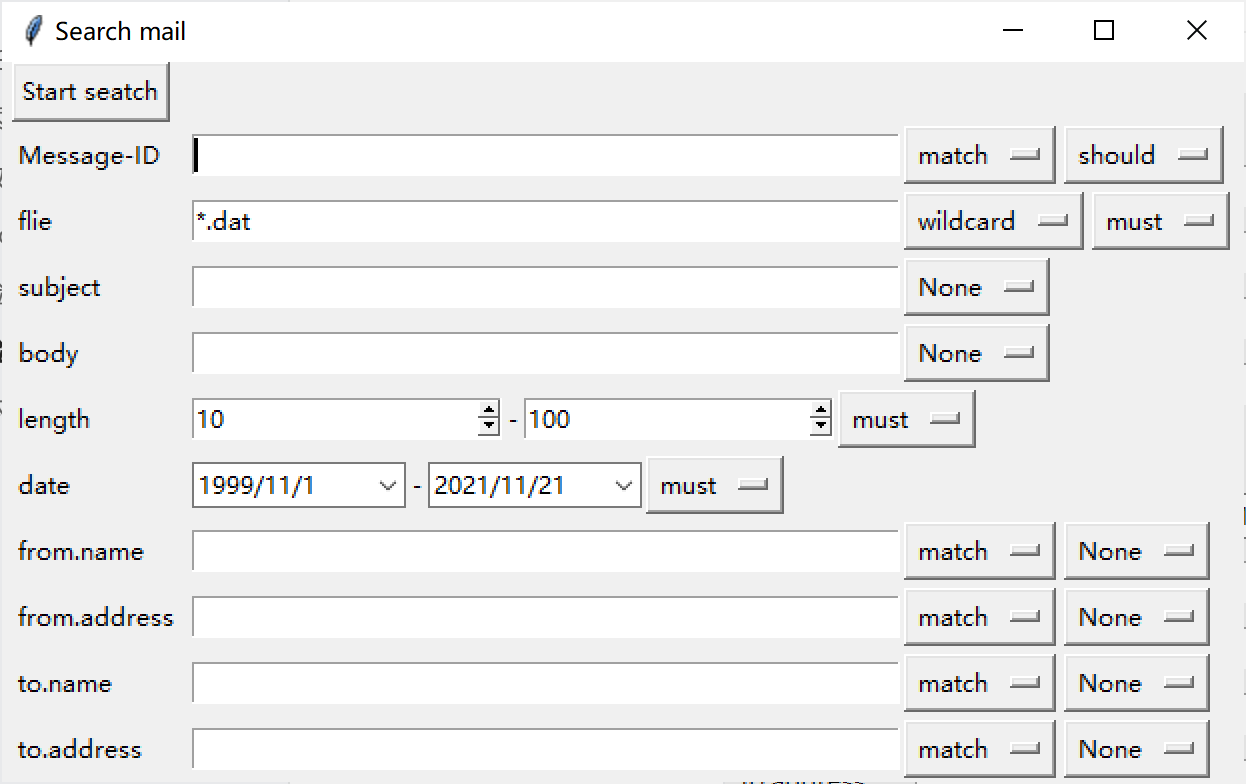 Search mail
Start seatch
Message-ID match should
flie *.dat wildcard must
subject None
body None
length 10 - 100 must
date 1999/11/1 - 2021/11/21 must
from.name match None
from.address match None
to.name match None
to.address match None